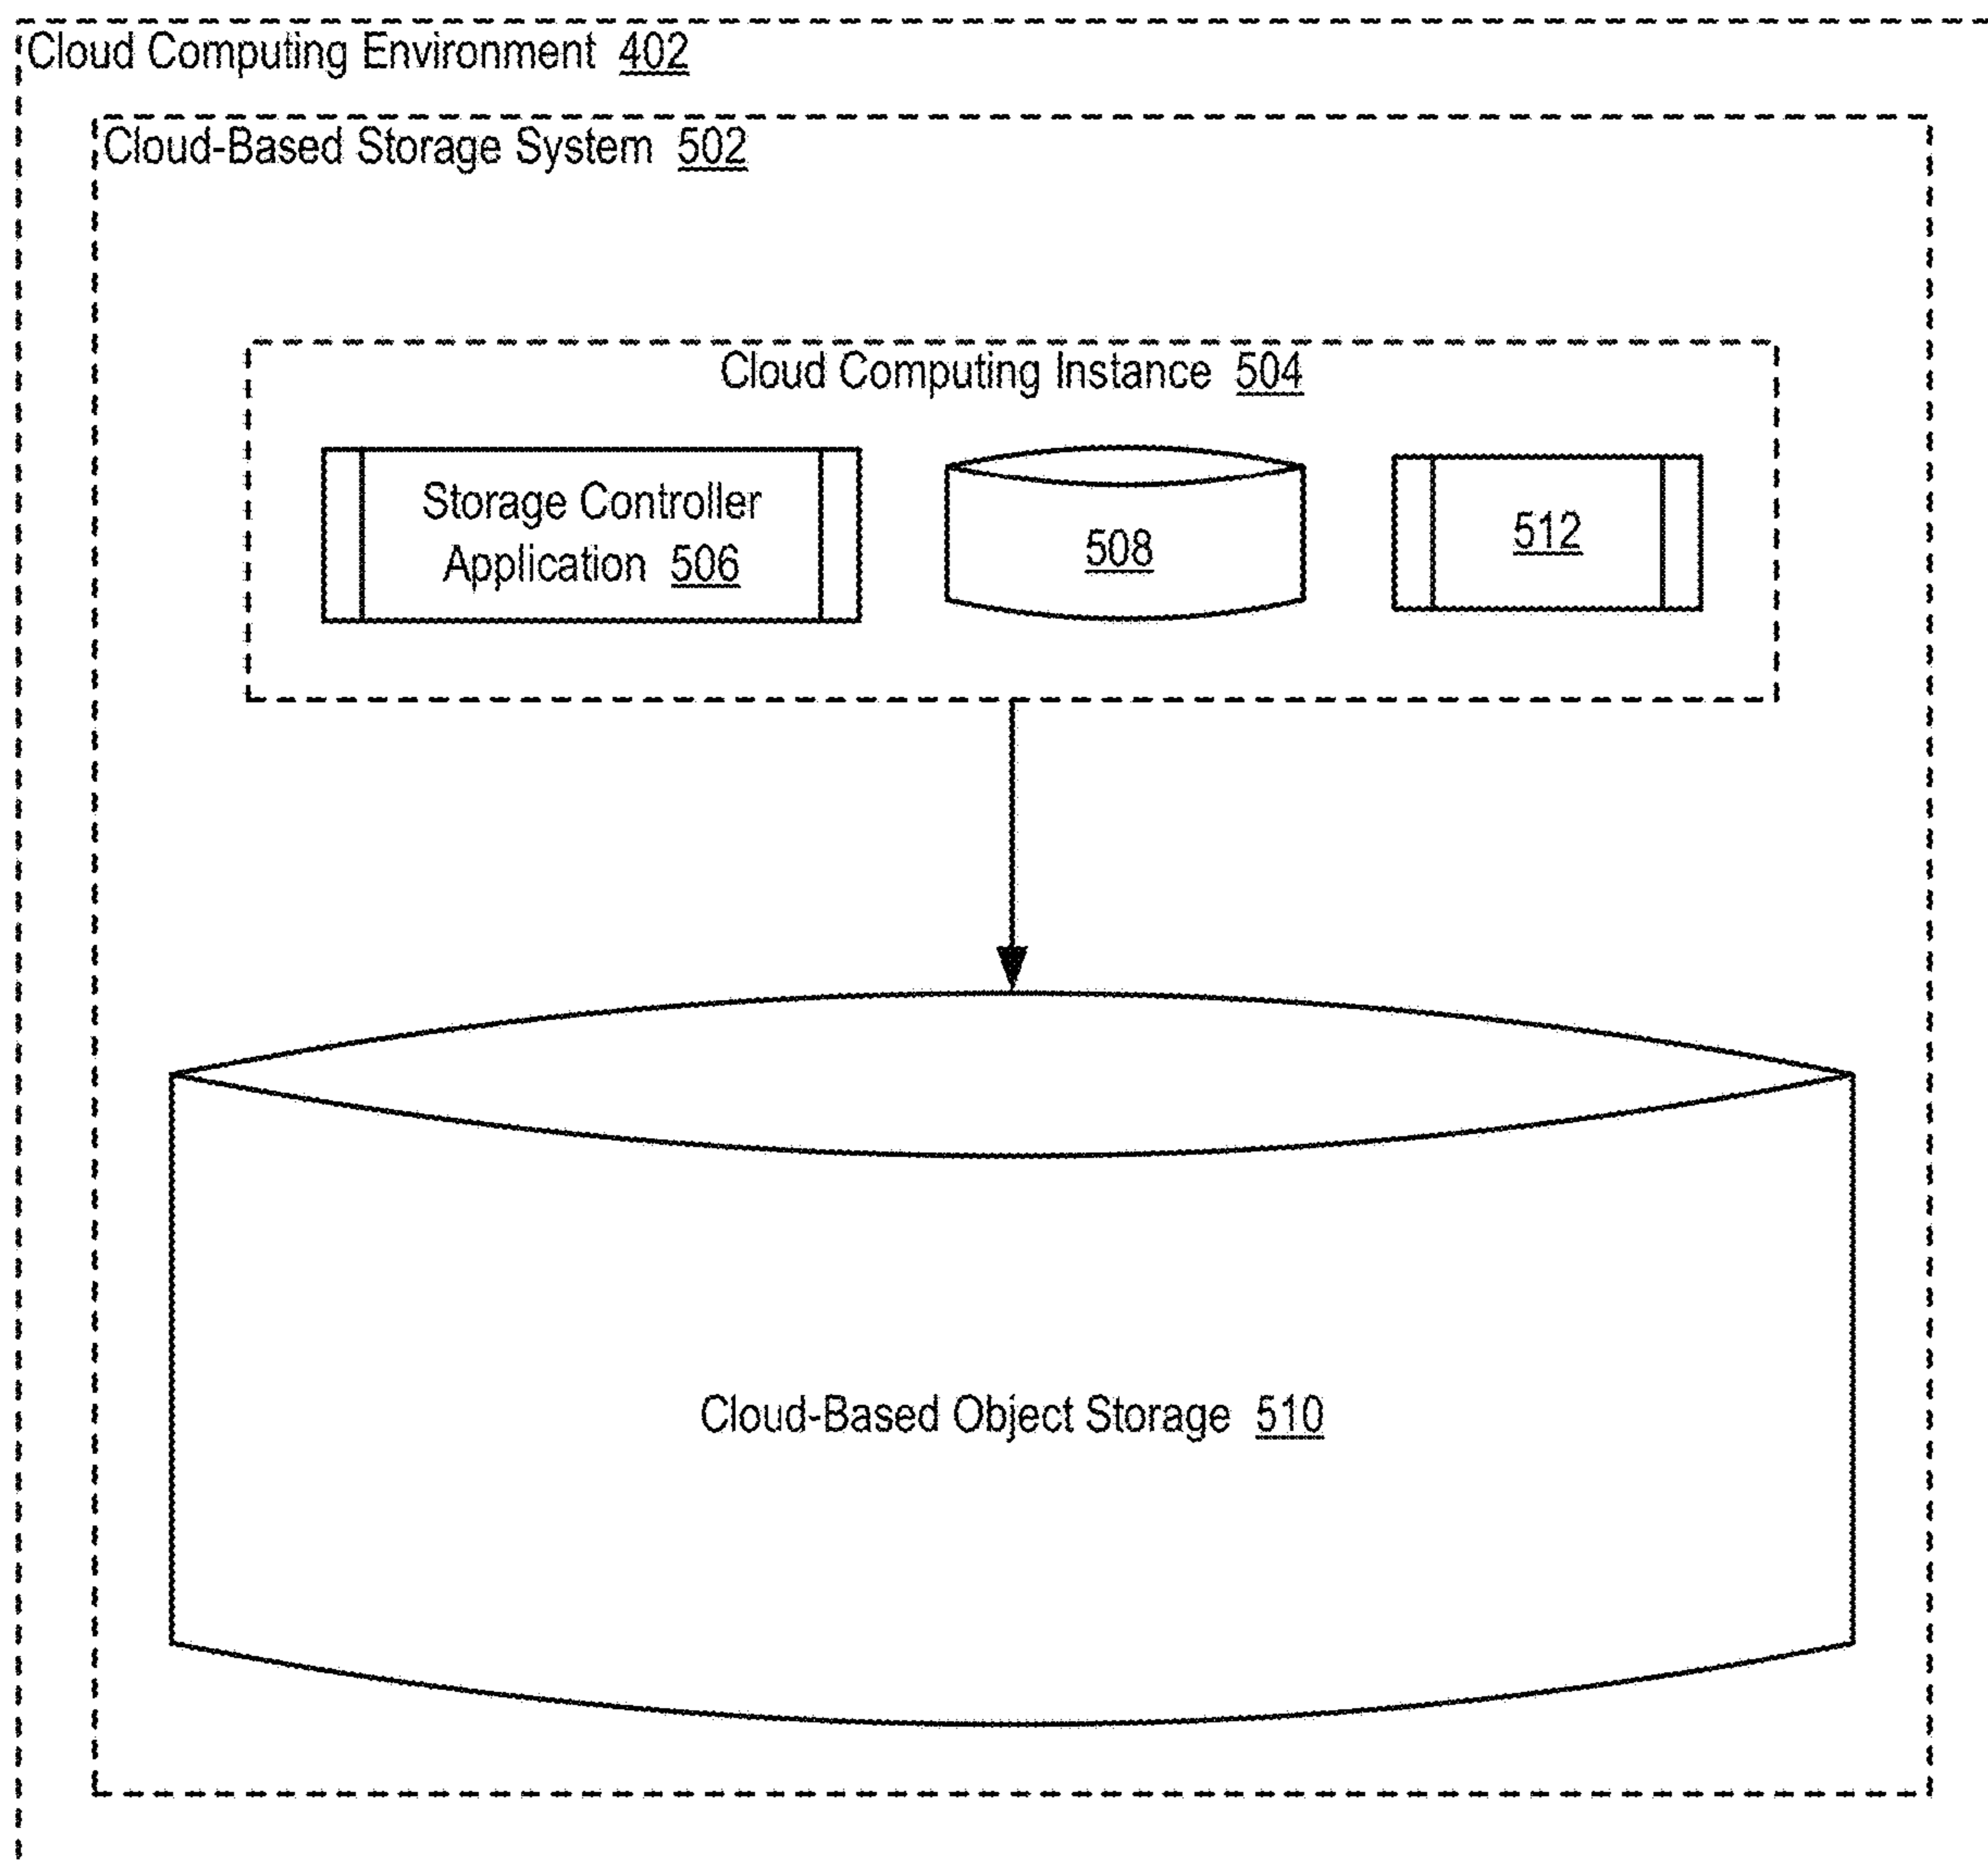 Cloud Computing Environment 402
Cloud-Based Storage System 502
Cloud Computing Instance 504
Storage Controller
Application 506
508
512
Cloud-Based Object Storage 510